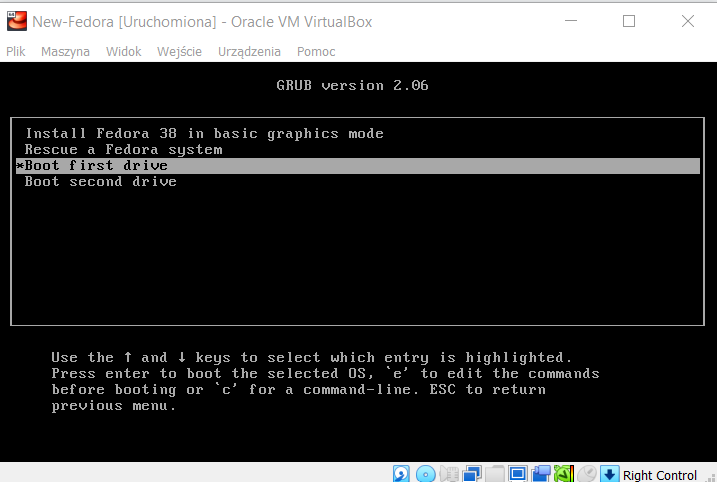 New-Fedora [Uruchomiona] - Oracle VM VirtualBox
Plik Maszyna Widok Wejście Urządzenia Pomoc
GRUB version 2.06
Install Fedora 38 in basic graphics mode
Rescue a Fedora system
*Boot first drive
Boot second drive
Use the ↑ and ↓ keys to select which entry is highlighted.
Press enter to boot the selected OS, `e' to edit the commands
before booting or `c' for a command-line. ESC to return
previous menu.
Right Control